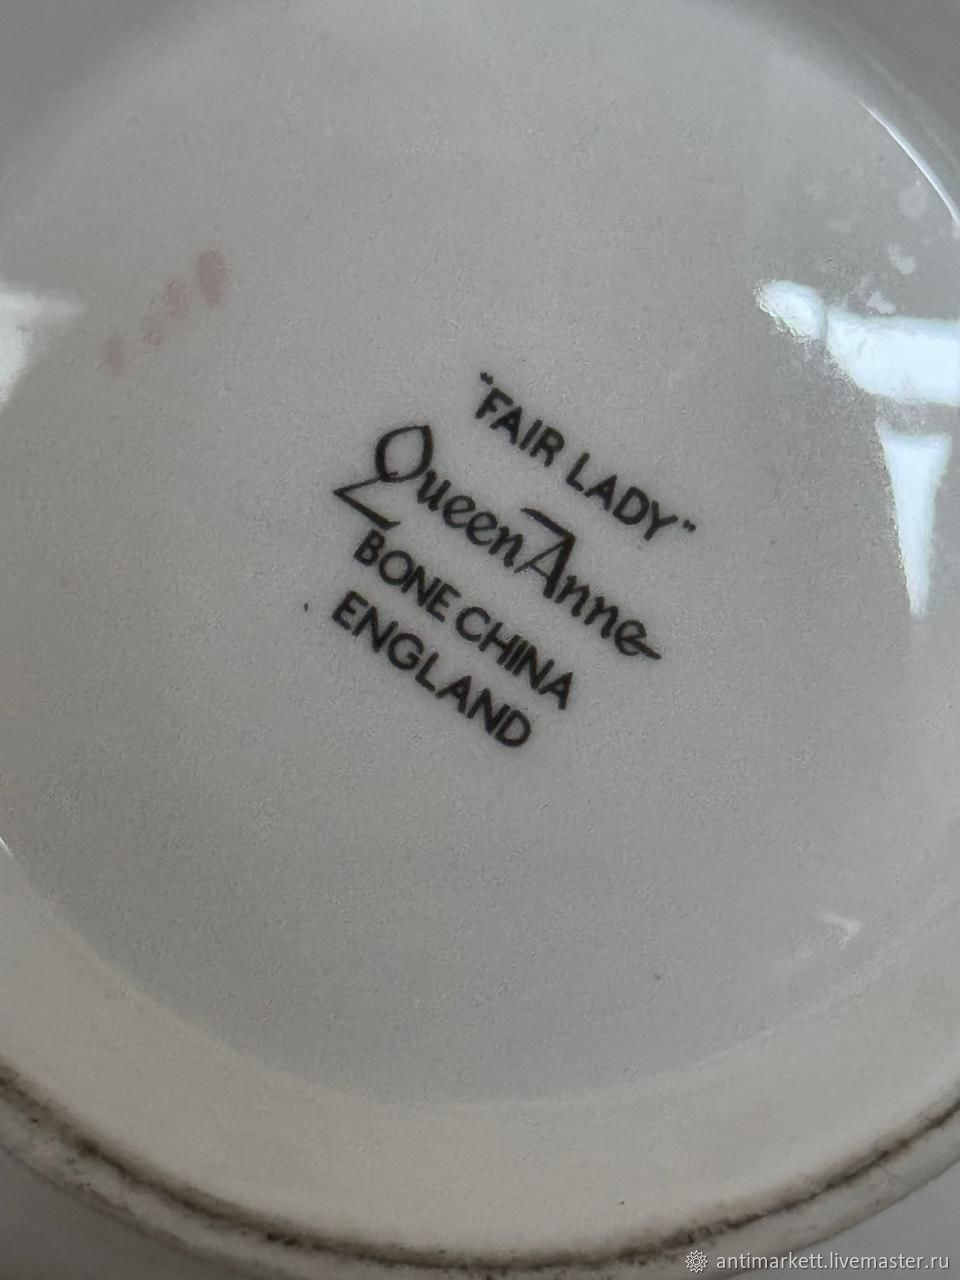 "FAIR LADY"
Queen Anne
BONE CHINA
ENGLAND
antimarkett.livemaster.ru